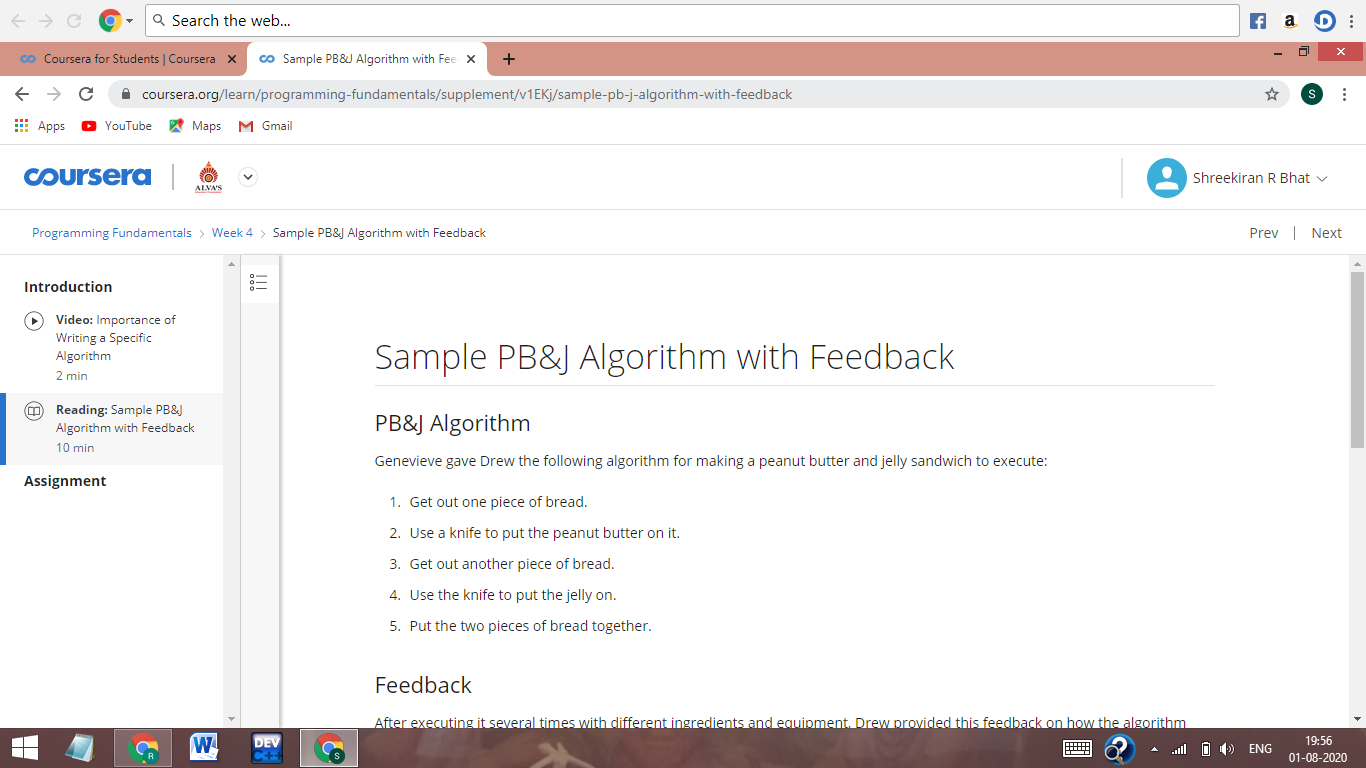 Search the web...
Coursera for Students | Coursera
Sample PB&J Algorithm with Fee
coursera.org/learn/programming-fundamentals/supplement/v1EKj/sample-pb-j-algorithm-with-feedback
S
Apps YouTube Maps Gmail
coursera
ALVA'S
Shreekiran R Bhat
Programming Fundamentals > Week 4 > Sample PB&J Algorithm with Feedback
Prev | Next
Introduction
Video: Importance of
Writing a Specific
Algorithm
2 min
Reading: Sample PB&J
Algorithm with Feedback
10 min
Assignment
Sample PB&J Algorithm with Feedback
PB&J Algorithm
Genevieve gave Drew the following algorithm for making a peanut butter and jelly sandwich to execute:
1. Get out one piece of bread.
2. Use a knife to put the peanut butter on it.
3. Get out another piece of bread.
4. Use the knife to put the jelly on.
5. Put the two pieces of bread together.
Feedback
After executing it several times with different ingredients and equipment, Drew provided this feedback on how the algorithm
R
W
DEV
C++
S
ENG
19:56
01-08-2020